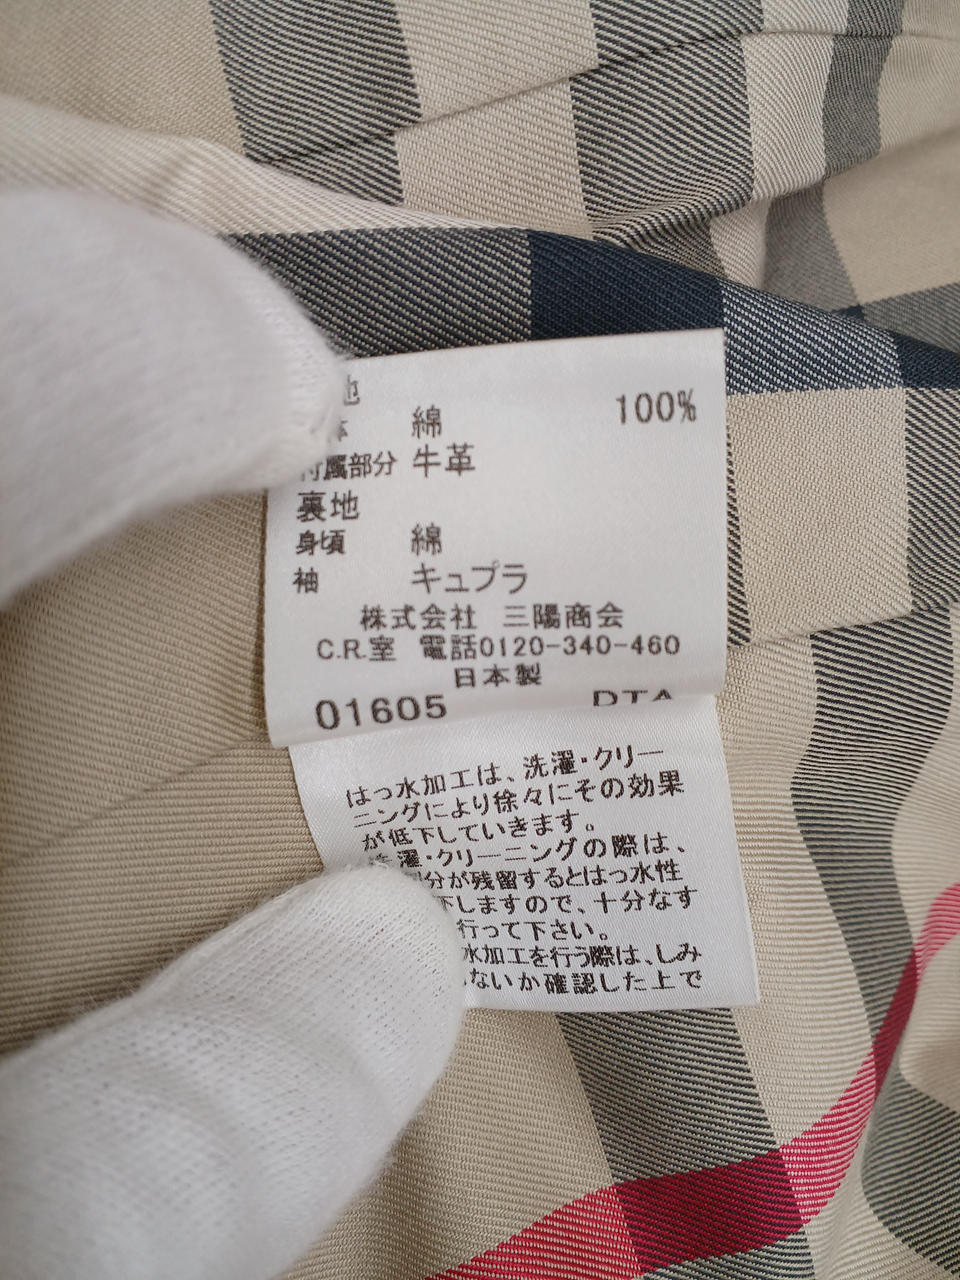 地
体 綿 100%
付属部分 牛革
裏地
身頃 綿
袖 キュプラ
株式会社 三陽商会
C.R.室 電話0120-340-460
日本製
01605 DTA
はっ水加工は、洗濯・クリー
ニングにより徐々にその効果
が低下していきます。
洗濯・クリーニングの際は、
分が残留するとはっ水性
下しますので、十分なす
行って下さい。
水加工を行う際は、しみ
ないか確認した上で